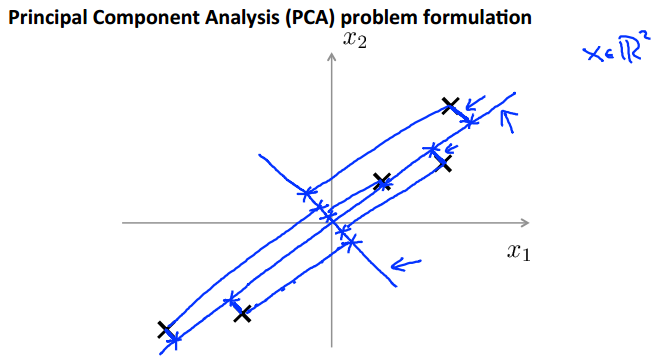 Principal Component Analysis (PCA) problem formulation
x₂
x ∈ ℝ²
x₁